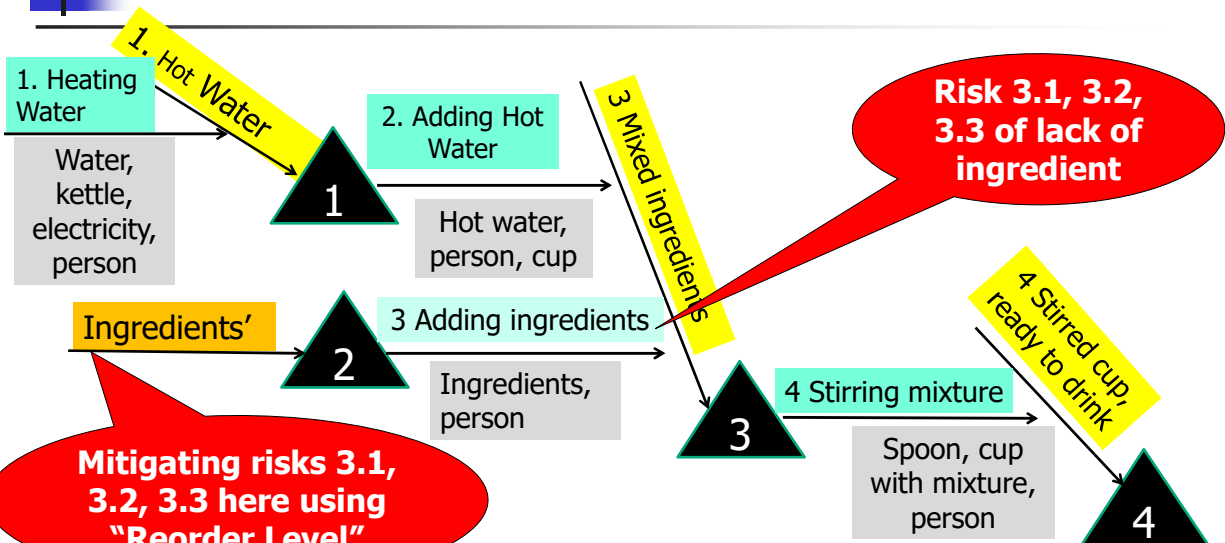 1. Heating
Water
1. Hot Water
Water,
kettle,
electricity,
person
1
2. Adding Hot
Water
Hot water,
person, cup
3 Mixed ingredients
Risk 3.1, 3.2,
3.3 of lack of
ingredient
Ingredients’
2
3 Adding ingredients
Ingredients,
person
3
4 Stirring mixture
Spoon, cup
with mixture,
person
4 Stirred cup,
ready to drink
4
Mitigating risks 3.1,
3.2, 3.3 here using
“Reorder Level”